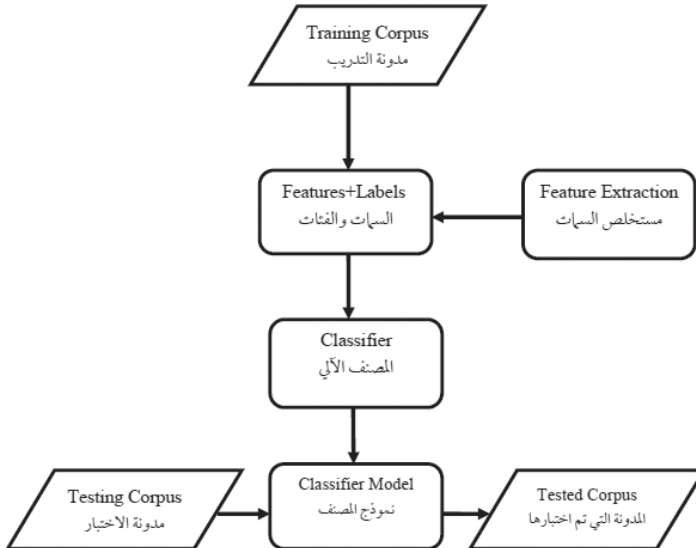 Training Corpus
مدونة التدريب
Features+Labels
السمات والفئات
Feature Extraction
مستخلص السمات
Classifier
المصنف الآلي
Testing Corpus
مدونة الاختبار
Classifier Model
نموذج المصنف
Tested Corpus
المدونة التي تم اختبارها